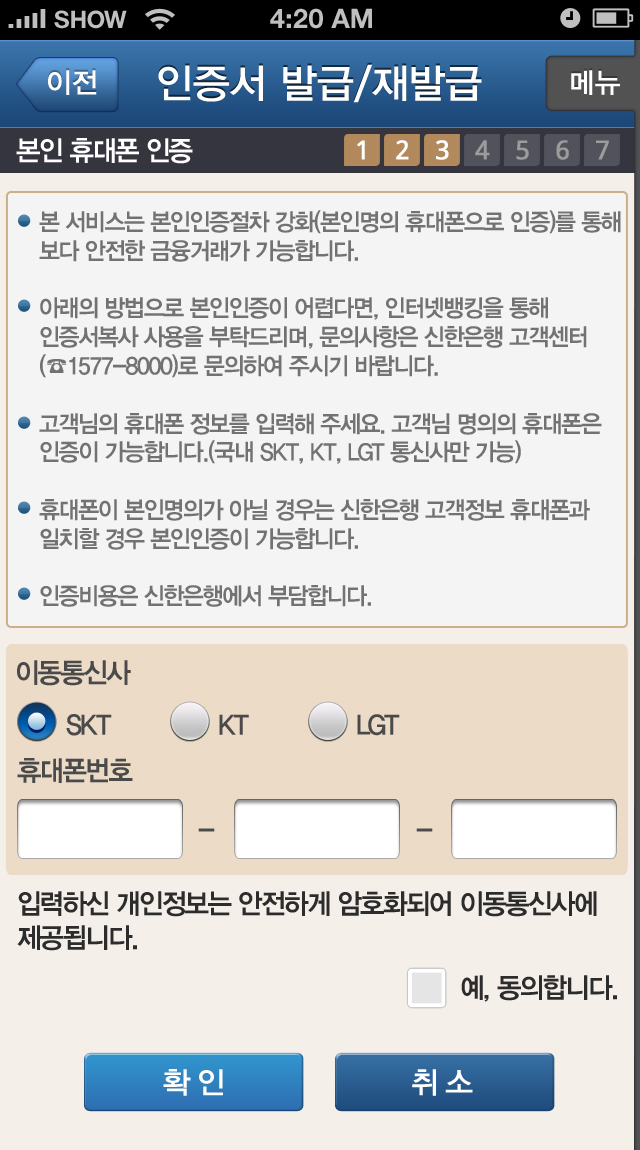 SHOW 4:20 AM
이전 인증서 발급/재발급 메뉴
본인 휴대폰 인증 1 2 3 4 5 6 7
본 서비스는 본인인증절차 강화(본인명의 휴대폰으로 인증)를 통해
보다 안전한 금융거래가 가능합니다.
아래의 방법으로 본인인증이 어렵다면, 인터넷뱅킹을 통해
인증서복사 사용을 부탁드리며, 문의사항은 신한은행 고객센터
(☎1577-8000)로 문의하여 주시기 바랍니다.
고객님의 휴대폰 정보를 입력해 주세요. 고객님 명의의 휴대폰은
인증이 가능합니다.(국내 SKT, KT, LGT 통신사만 가능)
휴대폰이 본인명의가 아닐 경우는 신한은행 고객정보 휴대폰과
일치할 경우 본인인증이 가능합니다.
인증비용은 신한은행에서 부담합니다.
이동통신사
SKT KT LGT
휴대폰번호
– –
입력하신 개인정보는 안전하게 암호화되어 이동통신사에
제공됩니다.
예, 동의합니다.
확인 취소